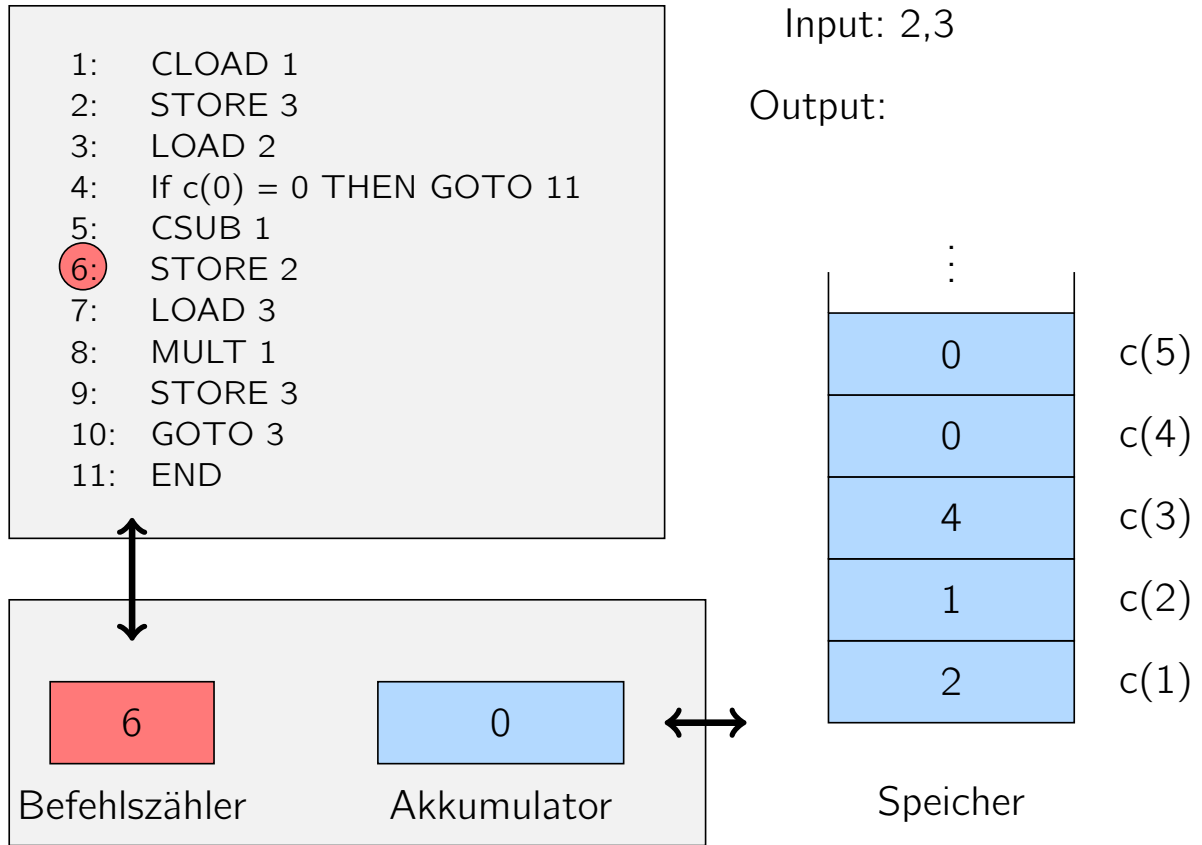 1: CLOAD 1
2: STORE 3
3: LOAD 2
4: If c(0) = 0 THEN GOTO 11
5: CSUB 1
6: STORE 2
7: LOAD 3
8: MULT 1
9: STORE 3
10: GOTO 3
11: END
Input: 2,3
Output:
⋮
0 c(5)
0 c(4)
4 c(3)
1 c(2)
2 c(1)
Speicher
6
Befehlszähler
0
Akkumulator